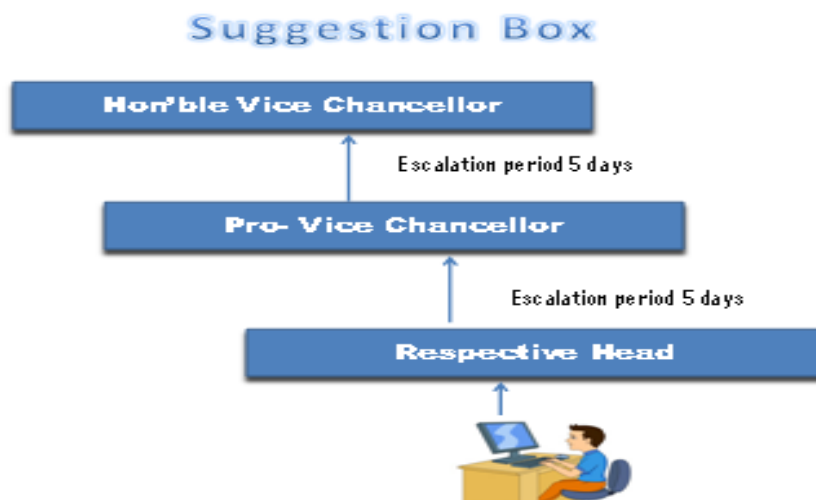 Suggestion Box
Hon'ble Vice Chancellor
Escalation period 5 days
Pro- Vice Chancellor
Escalation period 5 days
Respective Head